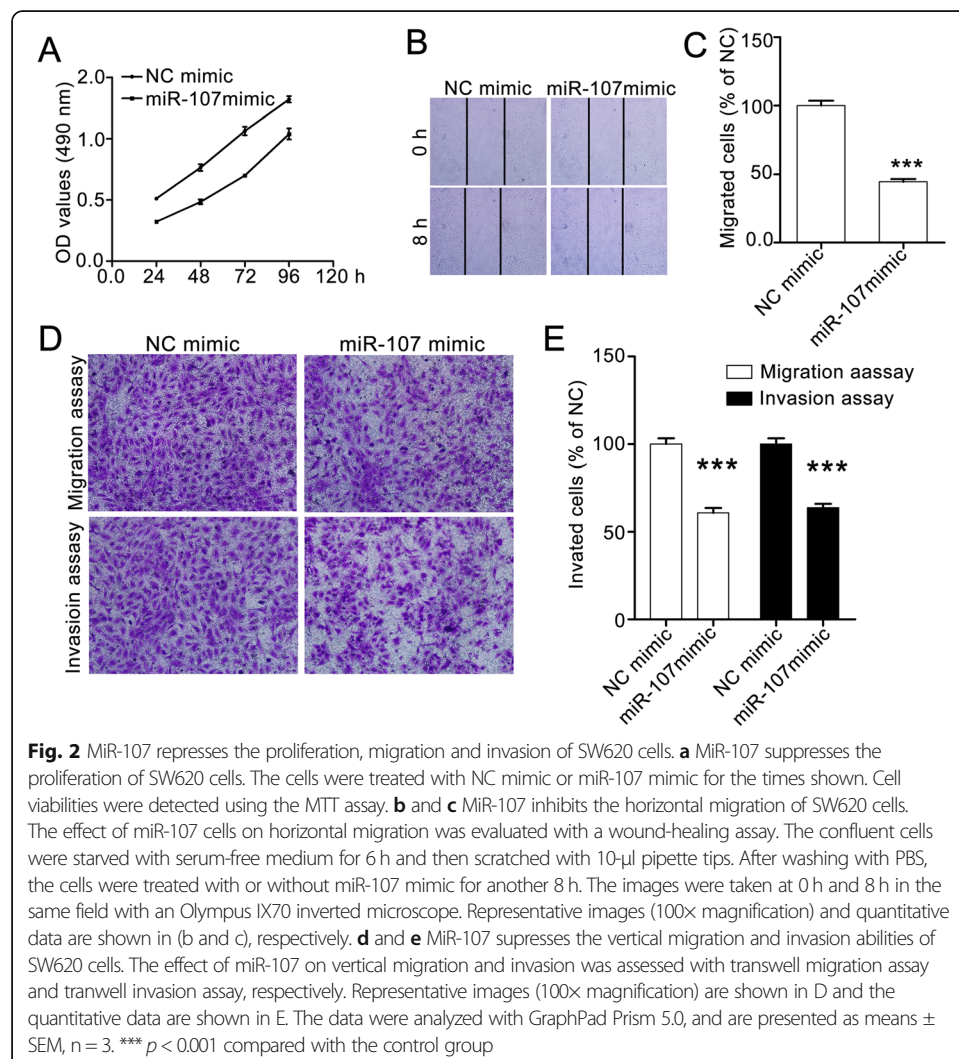 A
NC mimic
miR-107mimic
OD values (490 nm)
2.0
1.0
0.5
0.0
0.0 24 48 72 96 120 h
B
NC mimic miR-107mimic
0 h
8 h
C
Migrated cells (% of NC)
150
100
50
0.0
***
NC mimic
miR-107mimic
D
NC mimic miR-107 mimic
Migration assasy
Invasioin assasy
E
Invated cells (% of NC)
150
100
50
0
Migration aassay
Invasion assay
*** ***
NC mimic
miR-107mimic
NC mimic
miR-107mimic
Fig. 2 MiR-107 represses the proliferation, migration and invasion of SW620 cells. a MiR-107 suppresses the
proliferation of SW620 cells. The cells were treated with NC mimic or miR-107 mimic for the times shown. Cell
viabilities were detected using the MTT assay. b and c MiR-107 inhibits the horizontal migration of SW620 cells.
The effect of miR-107 cells on horizontal migration was evaluated with a wound-healing assay. The confluent cells
were starved with serum-free medium for 6 h and then scratched with 10-μl pipette tips. After washing with PBS,
the cells were treated with or without miR-107 mimic for another 8 h. The images were taken at 0 h and 8 h in the
same field with an Olympus IX70 inverted microscope. Representative images (100× magnification) and quantitative
data are shown in (b and c), respectively. d and e MiR-107 supresses the vertical migration and invasion abilities of
SW620 cells. The effect of miR-107 on vertical migration and invasion was assessed with transwell migration assay
and tranwell invasion assay, respectively. Representative images (100× magnification) are shown in D and the
quantitative data are shown in E. The data were analyzed with GraphPad Prism 5.0, and are presented as means ±
SEM, n = 3. *** p < 0.001 compared with the control group